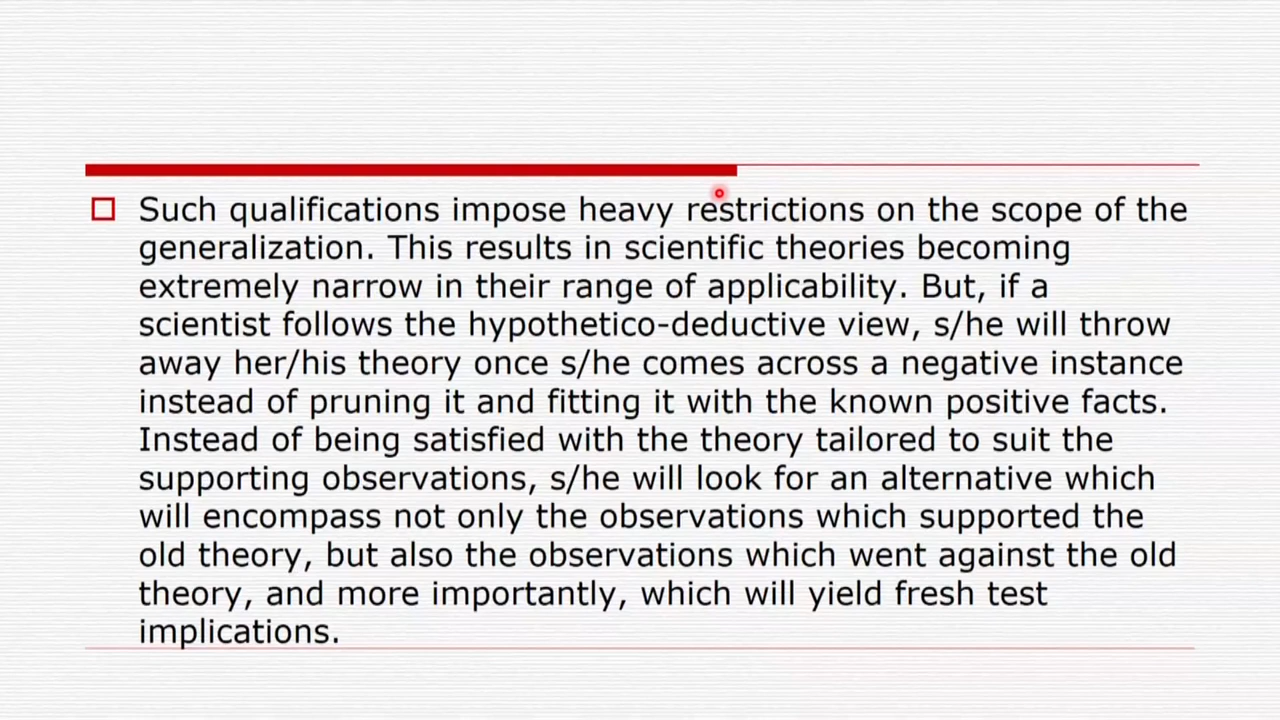 Such qualifications impose heavy restrictions on the scope of the
generalization. This results in scientific theories becoming
extremely narrow in their range of applicability. But, if a
scientist follows the hypothetico-deductive view, s/he will throw
away her/his theory once s/he comes across a negative instance
instead of pruning it and fitting it with the known positive facts.
Instead of being satisfied with the theory tailored to suit the
supporting observations, s/he will look for an alternative which
will encompass not only the observations which supported the
old theory, but also the observations which went against the old
theory, and more importantly, which will yield fresh test
implications.